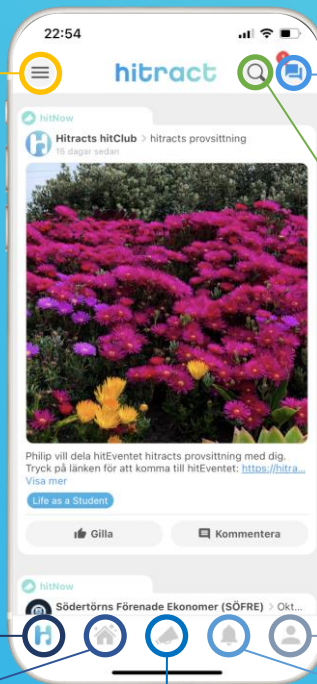 22:54
hitract
hitNow
Hitracts hitClub > hitracts provsittning
16 dagar sedan
Philip vill dela hitEventet hitracts provsittning med dig.
Tryck på länken för att komma till hitEventet: https://hitra...
Visa mer
Life as a Student
Gilla
Kommentera
hitNow
Södertörns Förenade Ekonomer (SÖFRE) > Okt...